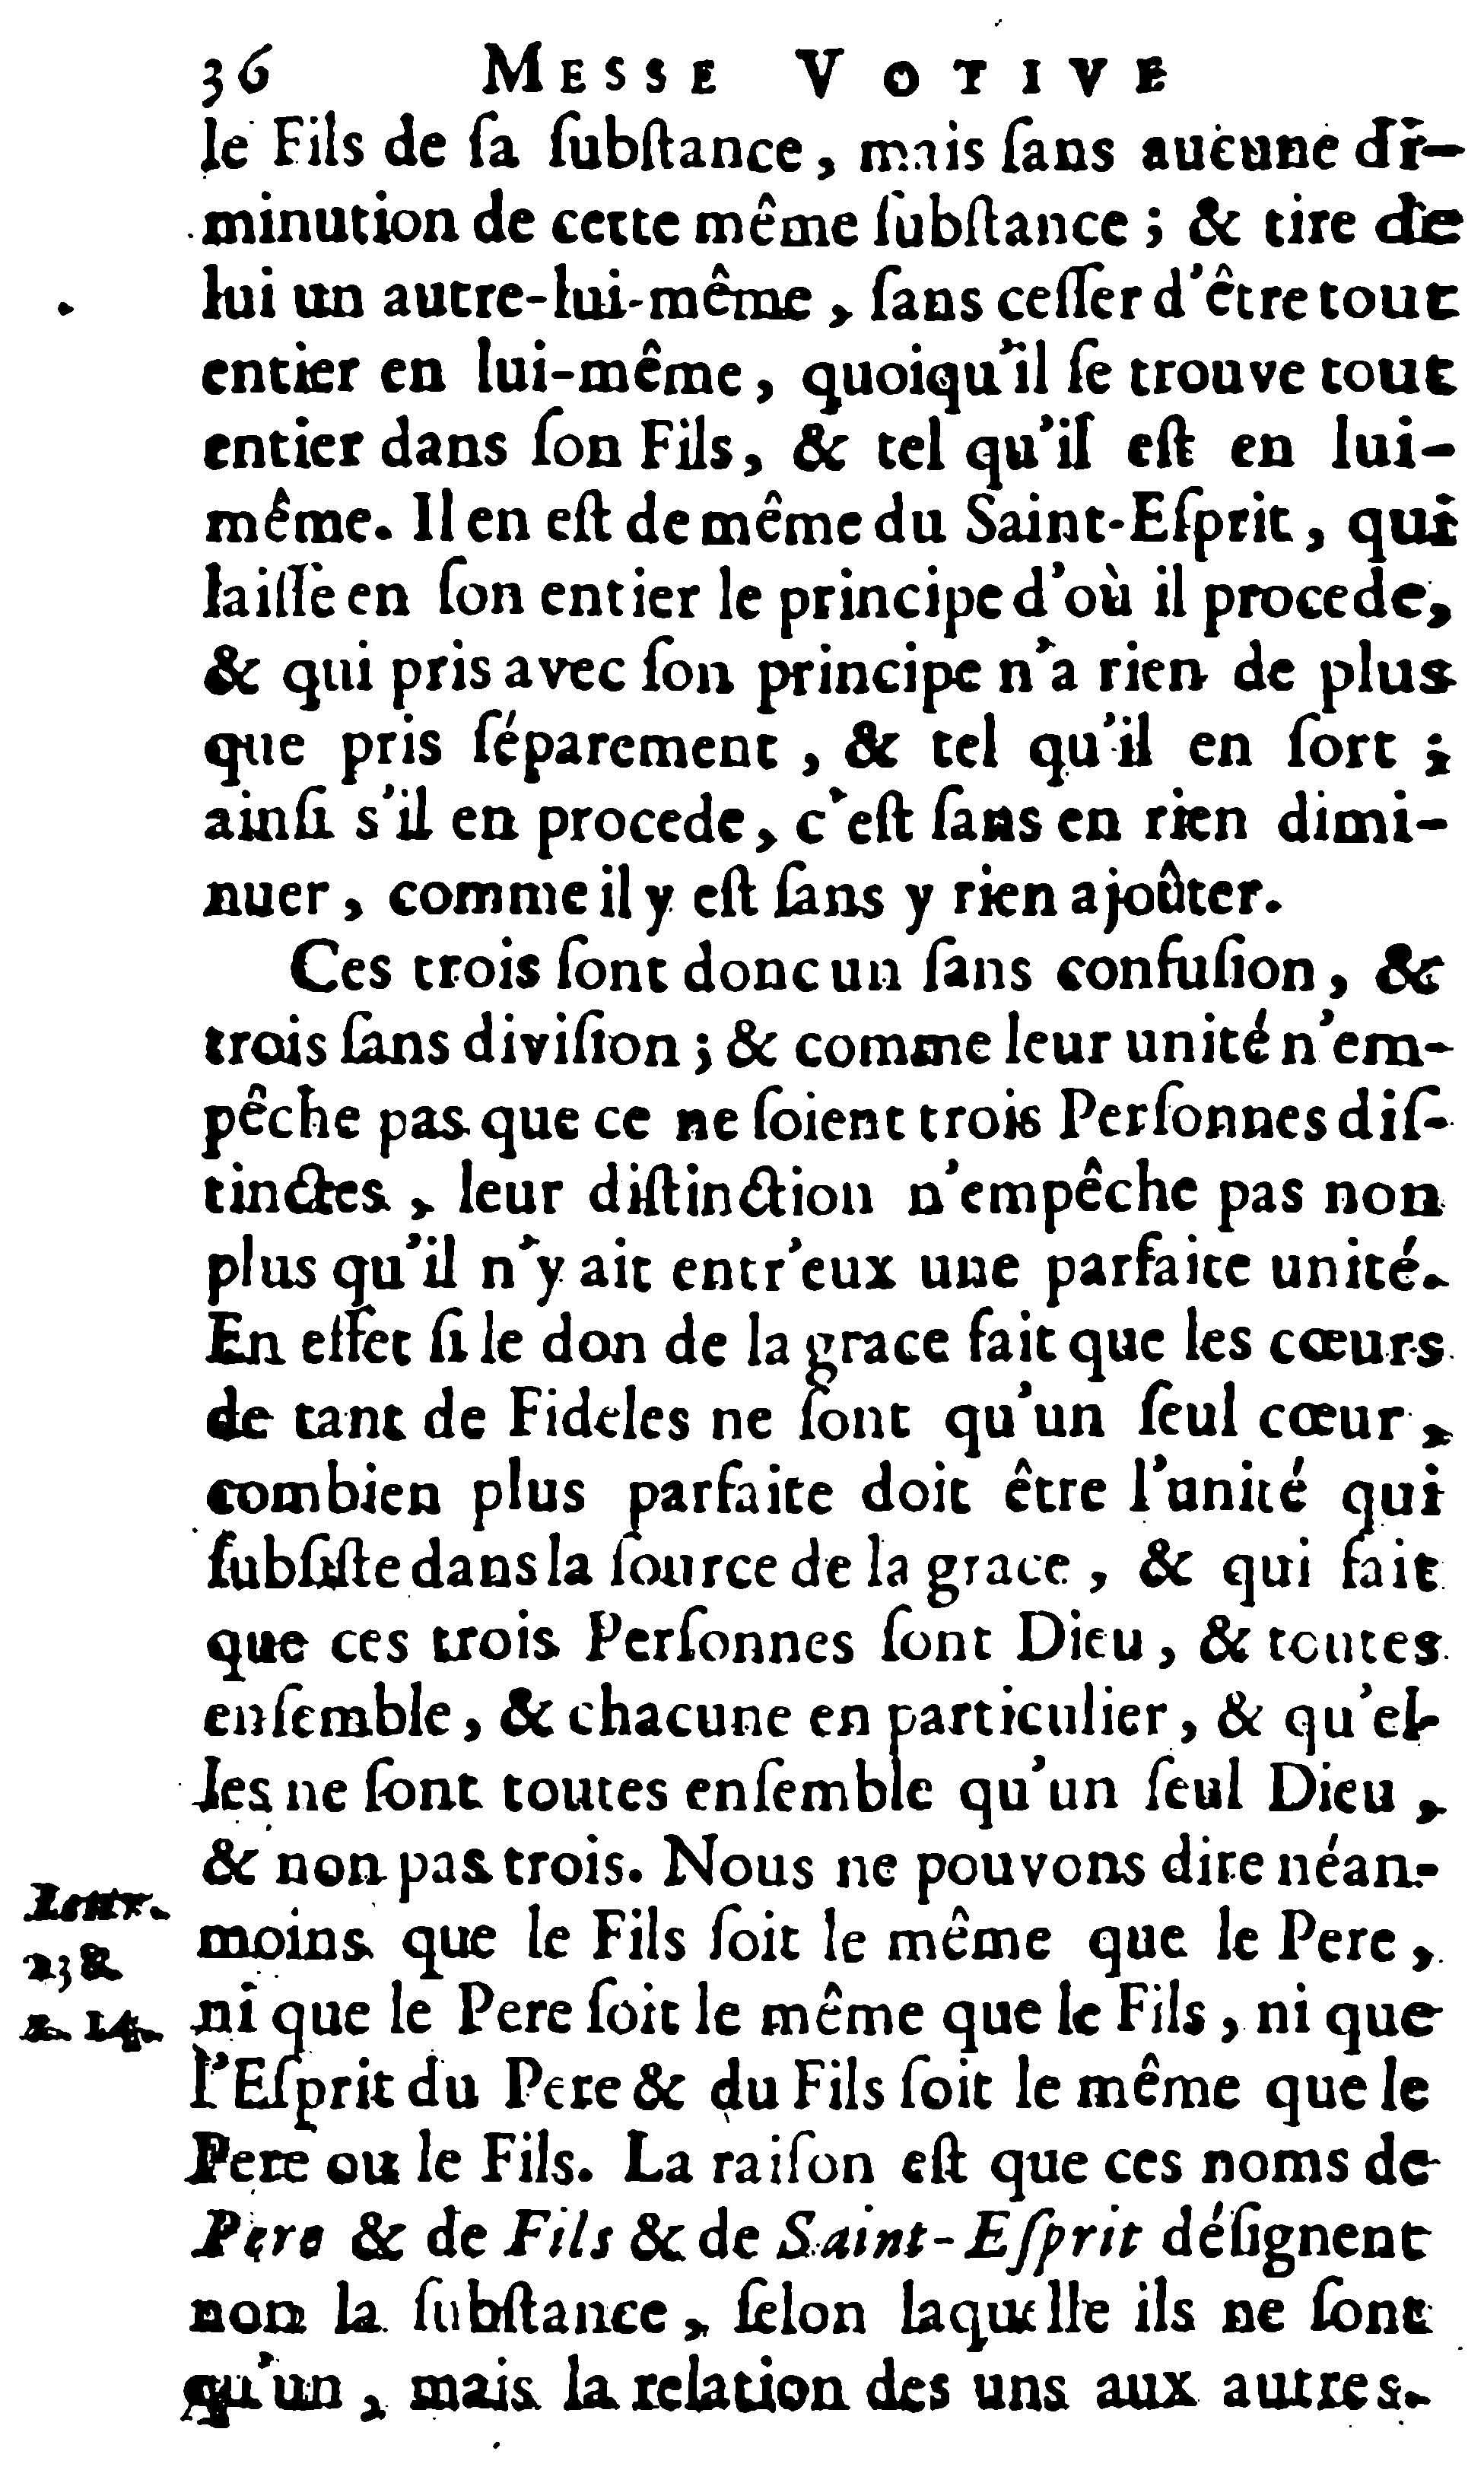 36 MESSE VOTIVE
le Fils de ſa ſubſtance, mais ſans aucune di-
minution de cette même ſubſtance ; & tire de
lui un autre-lui-même, ſans ceſſer d'être tout
entier en lui-même, quoiqu'il ſe trouve tout
entier dans ſon Fils, & tel qu'il eſt en lui-
même. Il en eſt de même du Saint-Eſprit, qui
laiſſe en ſon entier le principe d'où il procede,
& qui pris avec ſon principe n'a rien de plus
que pris ſéparement, & tel qu'il en ſort ;
ainſi s'il en procede, c'eſt ſans en rien dimi-
nuer, comme il y eſt ſans y rien ajoûter.
Ces trois ſont donc un ſans confuſion, &
trois ſans diviſion ; & comme leur unité n'em-
pêche pas que ce ne ſoient trois Perſonnes diſ-
tinctes, leur diſtinction n'empêche pas non
plus qu'il n'y ait entr'eux une parfaite unité.
En effet ſi le don de la grace fait que les cœurs
de tant de Fideles ne ſont qu'un ſeul cœur,
combien plus parfaite doit être l'unité qui
ſubſiſte dans la ſource de la grace, & qui fait
que ces trois Perſonnes ſont Dieu, & toutes
enſemble, & chacune en particulier, & qu'el-
les ne ſont toutes enſemble qu'un ſeul Dieu,
& non pas trois. Nous ne pouvons dire néan-
moins que le Fils ſoit le même que le Pere,
ni que le Pere ſoit le même que le Fils, ni que
l'Eſprit du Pere & du Fils ſoit le même que le
Pere ou le Fils. La raiſon eſt que ces noms de
Pere & de Fils & de Saint-Eſprit déſignent
non la ſubſtance, ſelon laquelle ils ne ſont
qu'un, mais la relation des uns aux autres.
238
14.